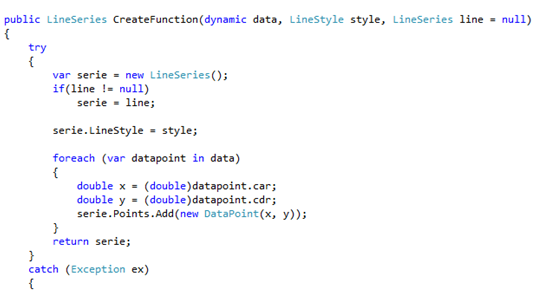 public LineSeries CreateFunction(dynamic data, LineStyle style, LineSeries line = null)
{
    try
    {
        var serie = new LineSeries();
        if(line != null)
            serie = line;

        serie.LineStyle = style;

        foreach (var datapoint in data)
        {
            double x = (double)datapoint.car;
            double y = (double)datapoint.cdr;
            serie.Points.Add(new DataPoint(x, y));
        }
        return serie;
    }
    catch (Exception ex)
    {